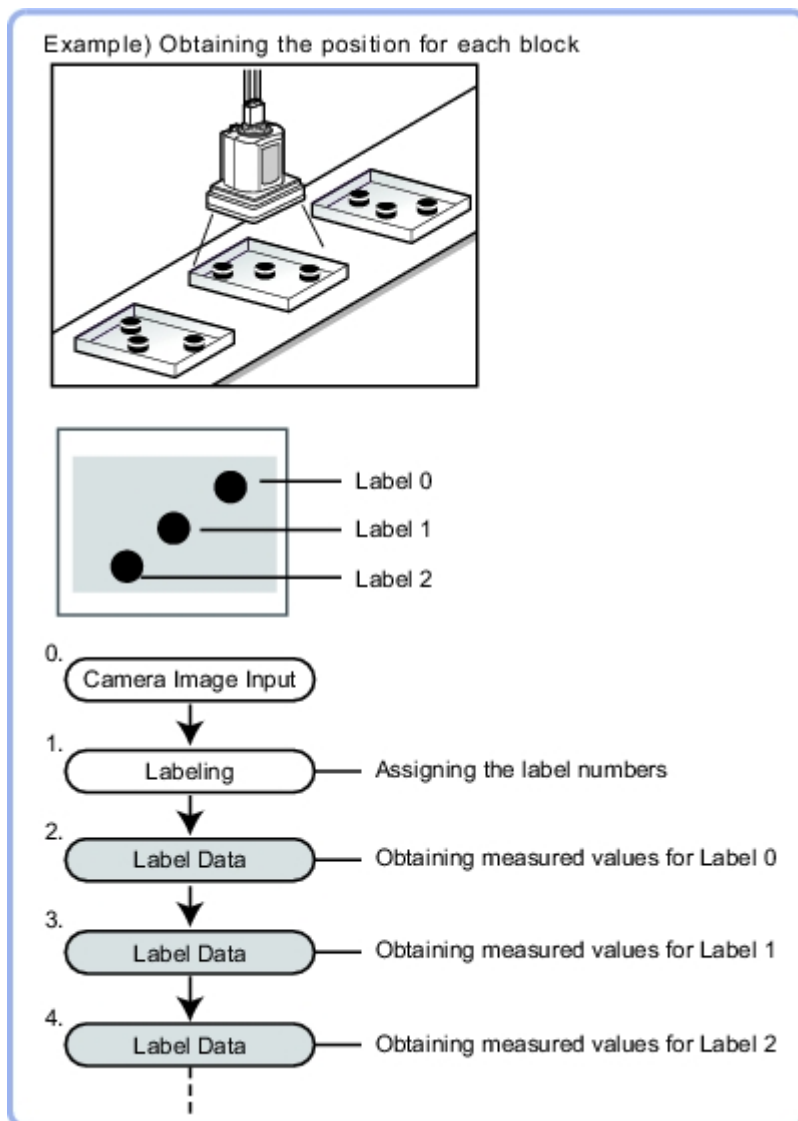 Example) Obtaining the position for each block
Label 0
Label 1
Label 2
0.
Camera Image Input
1.
Labeling
Assigning the label numbers
2.
Label Data
Obtaining measured values for Label 0
3.
Label Data
Obtaining measured values for Label 1
4.
Label Data
Obtaining measured values for Label 2